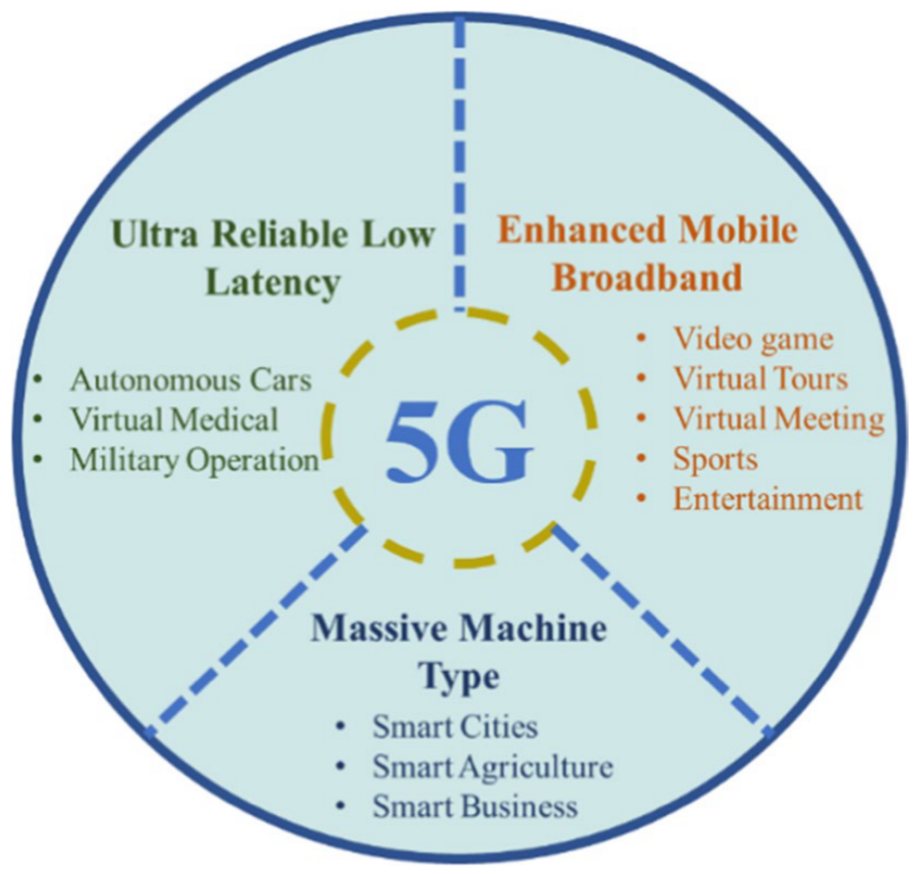 Ultra Reliable Low
Latency
• Autonomous Cars
• Virtual Medical
• Military Operation
Enhanced Mobile
Broadband
• Video game
• Virtual Tours
• Virtual Meeting
• Sports
• Entertainment
5G
Massive Machine
Type
• Smart Cities
• Smart Agriculture
• Smart Business